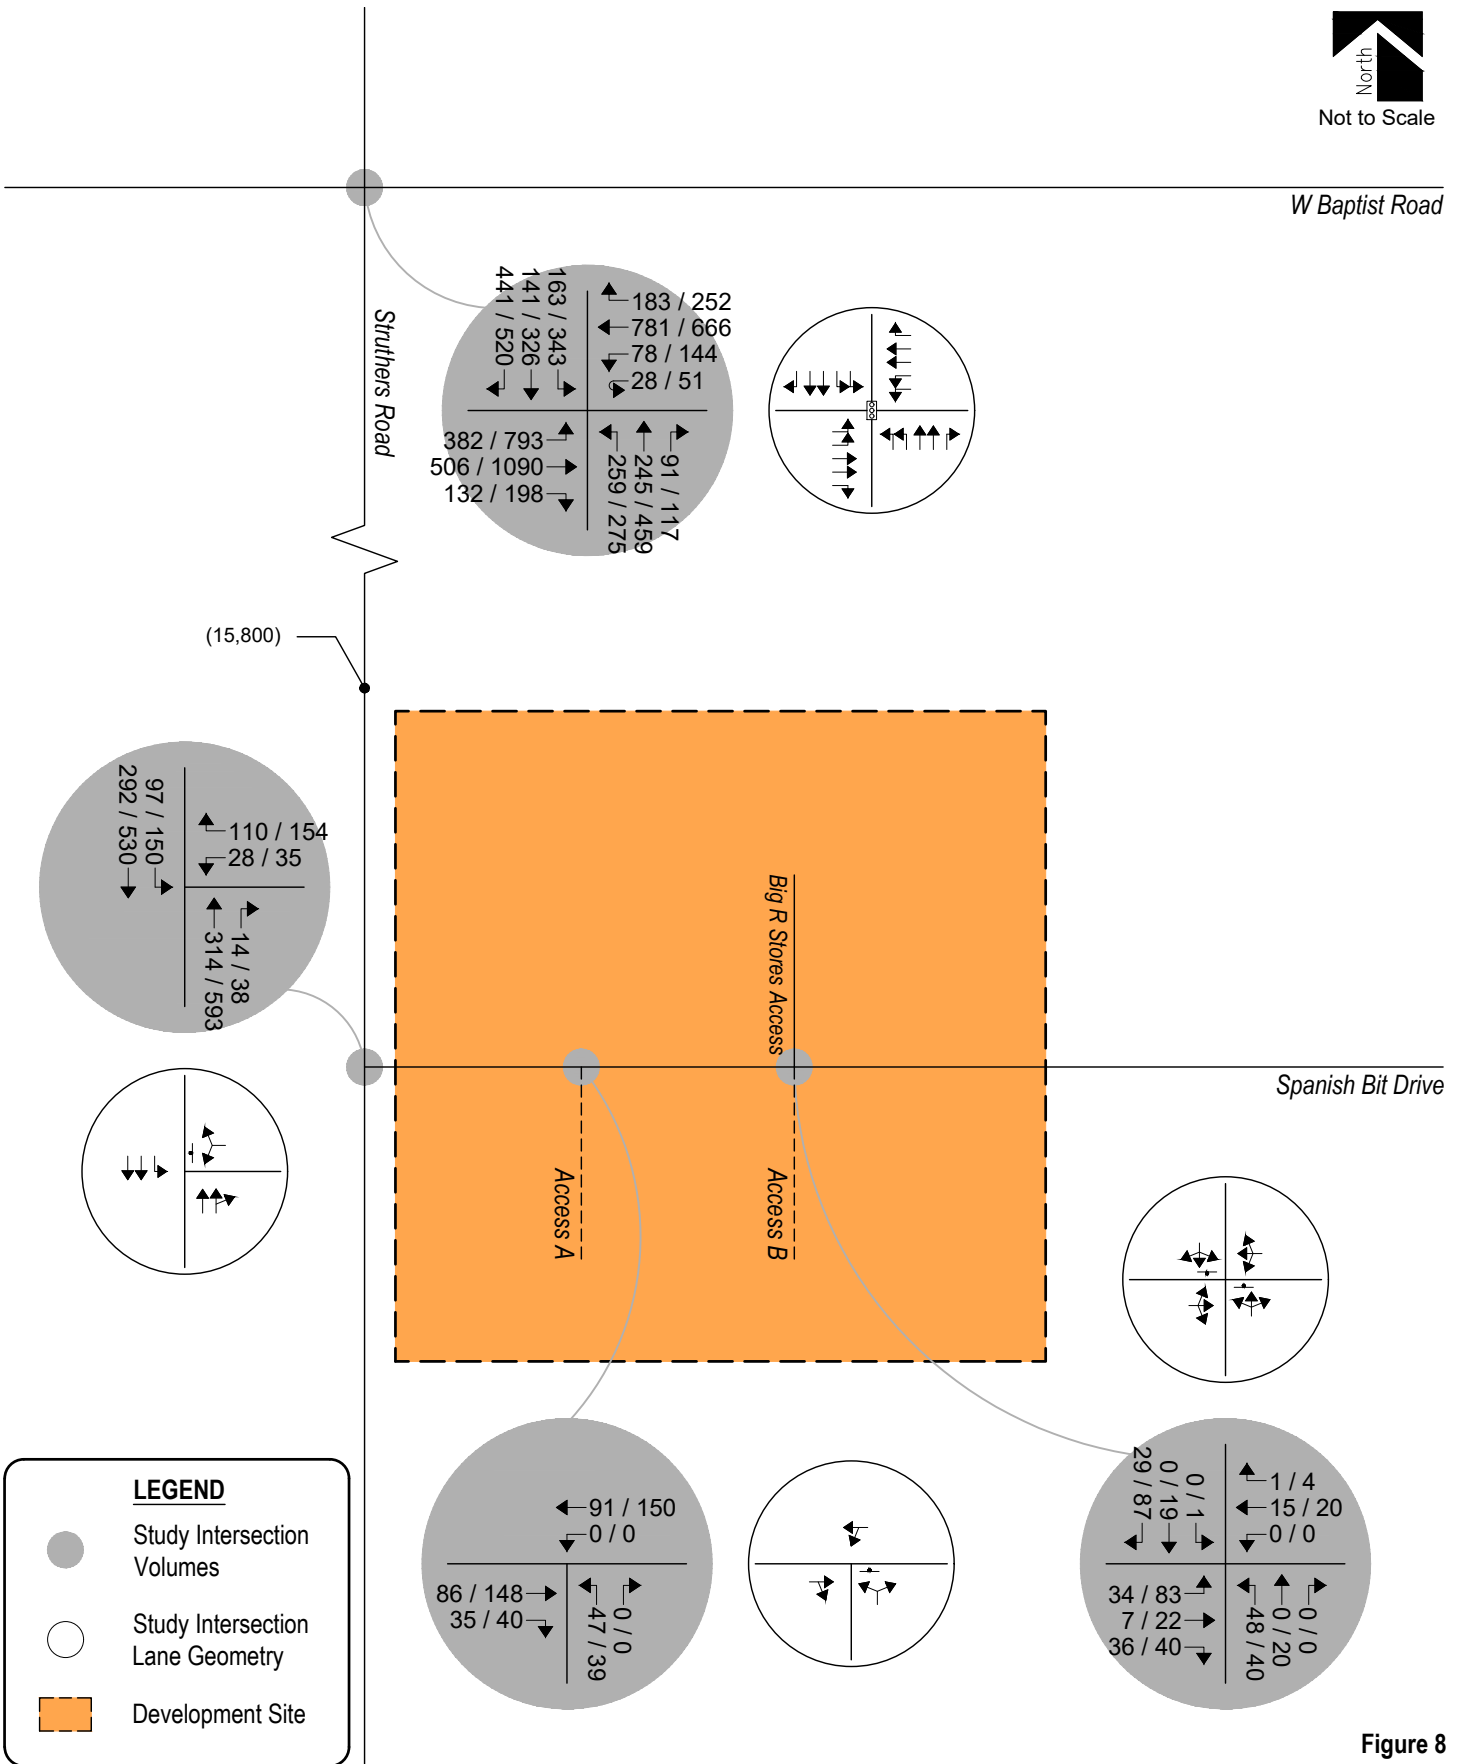 North
Not to Scale
W Baptist Road
Struthers Road
441 / 520
141 / 326
163 / 343
183 / 252
781 / 666
78 / 144
28 / 51
382 / 793
506 / 1090
132 / 198
259 / 275
245 / 459
91 / 117
(15,800)
292 / 530
97 / 150
110 / 154
28 / 35
314 / 593
14 / 38
Big R Stores Access
Spanish Bit Drive
Access A
Access B
91 / 150
0 / 0
86 / 148
35 / 40
47 / 39
0 / 0
29 / 87
0 / 19
0 / 1
1 / 4
15 / 20
0 / 0
34 / 83
7 / 22
36 / 40
48 / 40
0 / 20
0 / 0
LEGEND
Study Intersection
Volumes
Study Intersection
Lane Geometry
Development Site
Figure 8